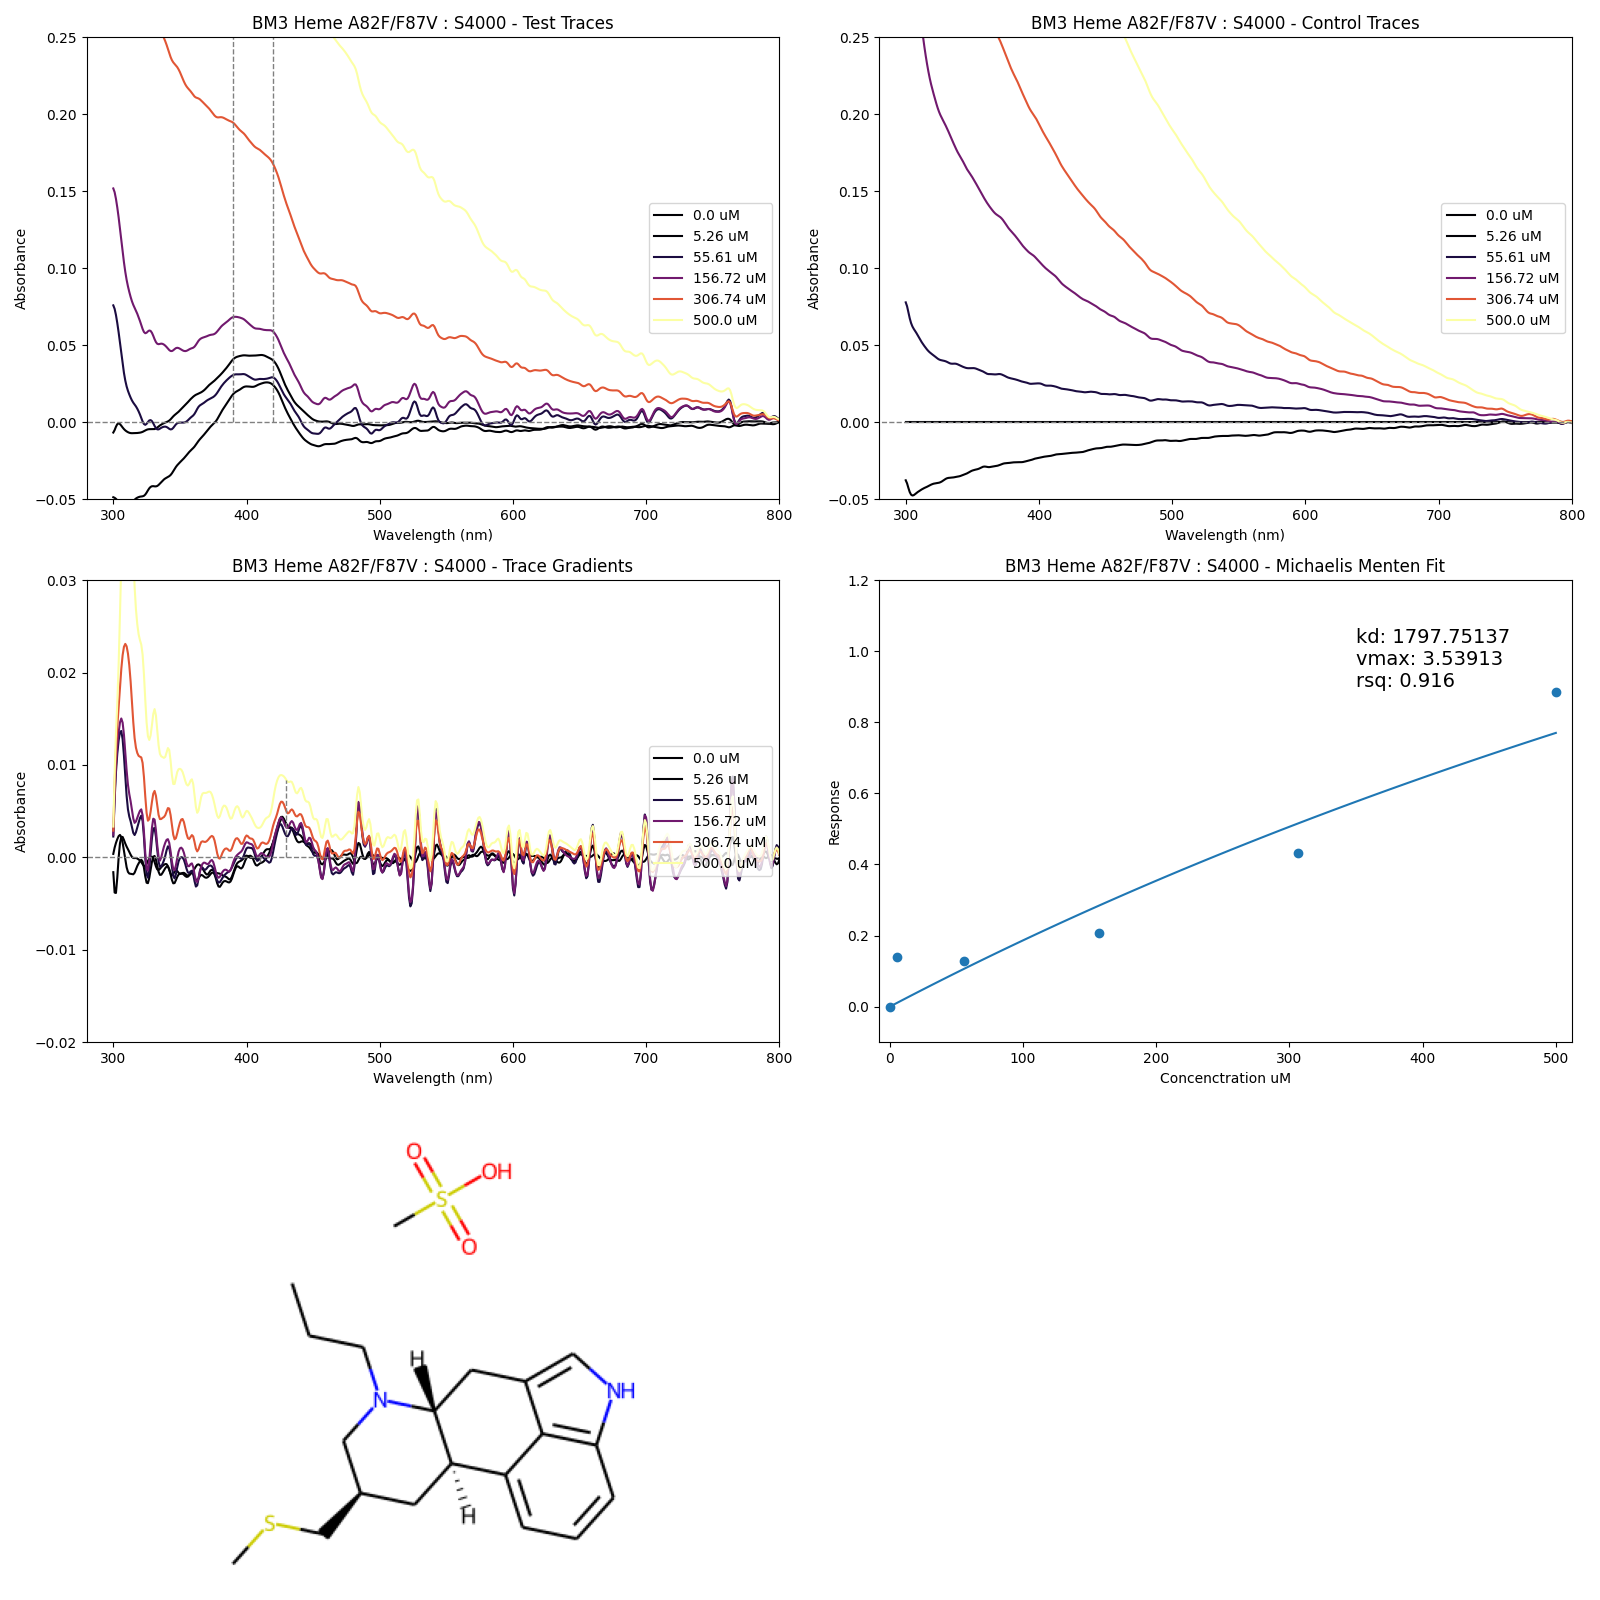 BM3 Heme A82F/F87V : S4000 - Test Traces
Absorbance
0.25
0.20
0.15
0.10
0.05
0.00
−0.05
300
400
500
600
700
800
Wavelength (nm)
0.0 uM
5.26 uM
55.61 uM
156.72 uM
306.74 uM
500.0 uM
BM3 Heme A82F/F87V : S4000 - Control Traces
Absorbance
0.25
0.20
0.15
0.10
0.05
0.00
−0.05
300
400
500
600
700
800
Wavelength (nm)
0.0 uM
5.26 uM
55.61 uM
156.72 uM
306.74 uM
500.0 uM
BM3 Heme A82F/F87V : S4000 - Trace Gradients
Absorbance
0.03
0.02
0.01
0.00
−0.01
−0.02
300
400
500
600
700
800
Wavelength (nm)
0.0 uM
5.26 uM
55.61 uM
156.72 uM
306.74 uM
500.0 uM
BM3 Heme A82F/F87V : S4000 - Michaelis Menten Fit
Response
1.2
1.0
0.8
0.6
0.4
0.2
0.0
0
100
200
300
400
500
Concenctration uM
kd: 1797.75137
vmax: 3.53913
rsq: 0.916
O
S
OH
O
H
N
NH
H
S